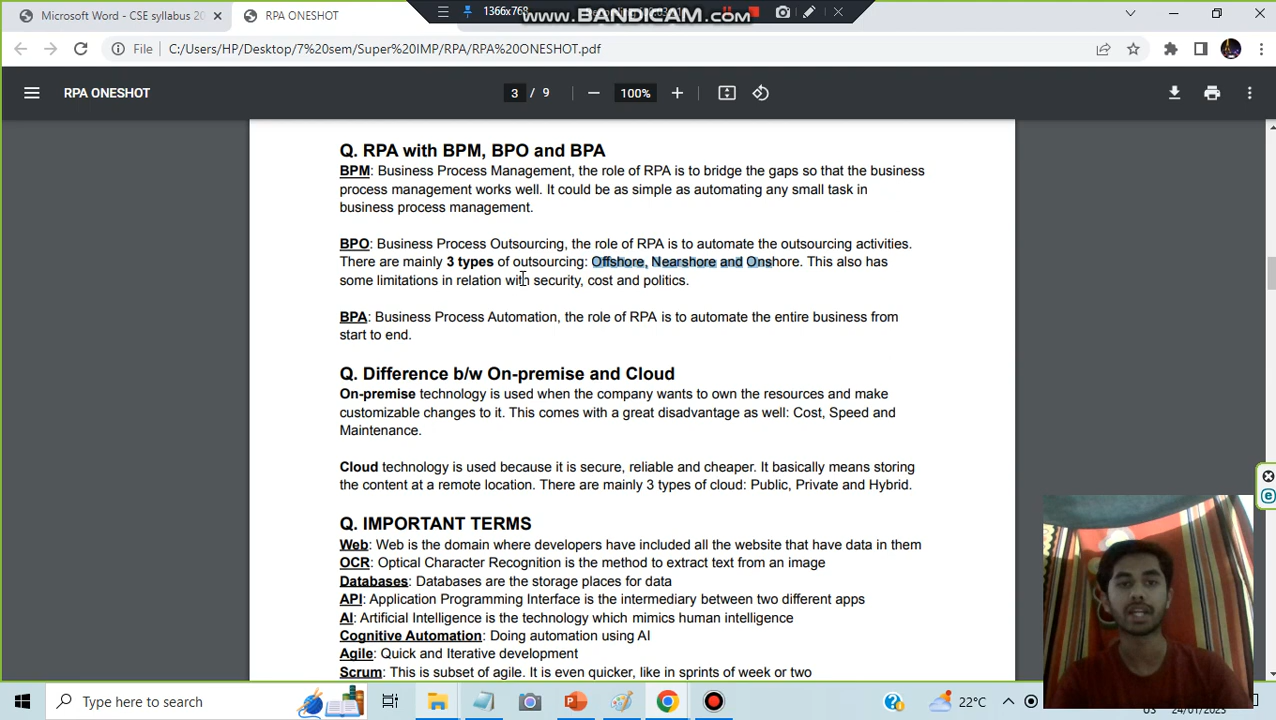 Microsoft Word - CSE syllabus 20
RPA ONESHOT
1366x768
www.BANDICAM.com
File
C:/Users/HP/Desktop/7%20sem/Super%20IMP/RPA/RPA%20ONESHOT.pdf
RPA ONESHOT
3 / 9
100%
Q. RPA with BPM, BPO and BPA
BPM: Business Process Management, the role of RPA is to bridge the gaps so that the business
process management works well. It could be as simple as automating any small task in
business process management.
BPO: Business Process Outsourcing, the role of RPA is to automate the outsourcing activities.
There are mainly 3 types of outsourcing: Offshore, Nearshore and Onshore. This also has
some limitations in relation with security, cost and politics.
BPA: Business Process Automation, the role of RPA is to automate the entire business from
start to end.
Q. Difference b/w On-premise and Cloud
On-premise technology is used when the company wants to own the resources and make
customizable changes to it. This comes with a great disadvantage as well: Cost, Speed and
Maintenance.
Cloud technology is used because it is secure, reliable and cheaper. It basically means storing
the content at a remote location. There are mainly 3 types of cloud: Public, Private and Hybrid.
Q. IMPORTANT TERMS
Web: Web is the domain where developers have included all the website that have data in them
OCR: Optical Character Recognition is the method to extract text from an image
Databases: Databases are the storage places for data
API: Application Programming Interface is the intermediary between two different apps
AI: Artificial Intelligence is the technology which mimics human intelligence
Cognitive Automation: Doing automation using AI
Agile: Quick and Iterative development
Scrum: This is subset of agile. It is even quicker, like in sprints of week or two
Type here to search
22°C
24/01/2023